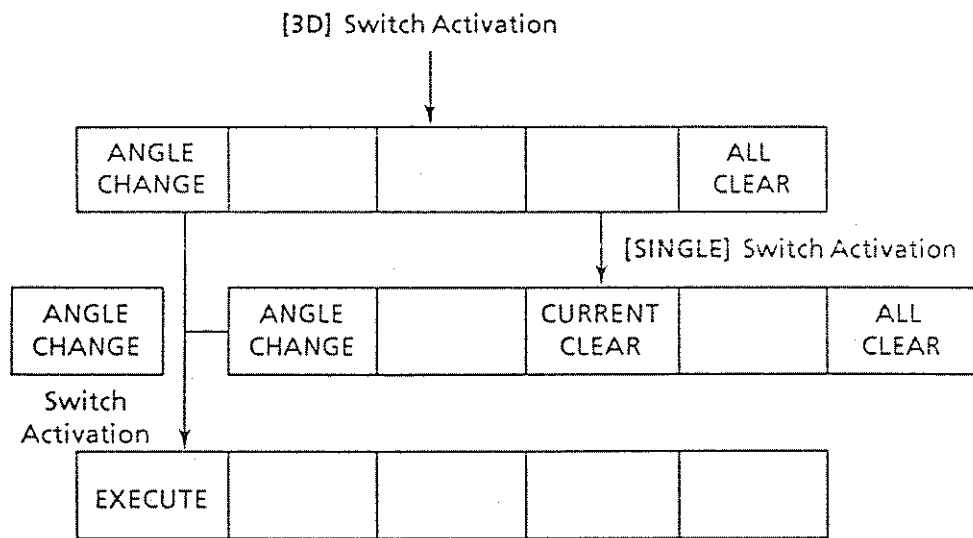 [3D] Switch Activation
ANGLE
CHANGE
ALL
CLEAR
[SINGLE] Switch Activation
ANGLE
CHANGE
Switch
Activation
ANGLE
CHANGE
CURRENT
CLEAR
ALL
CLEAR
EXECUTE